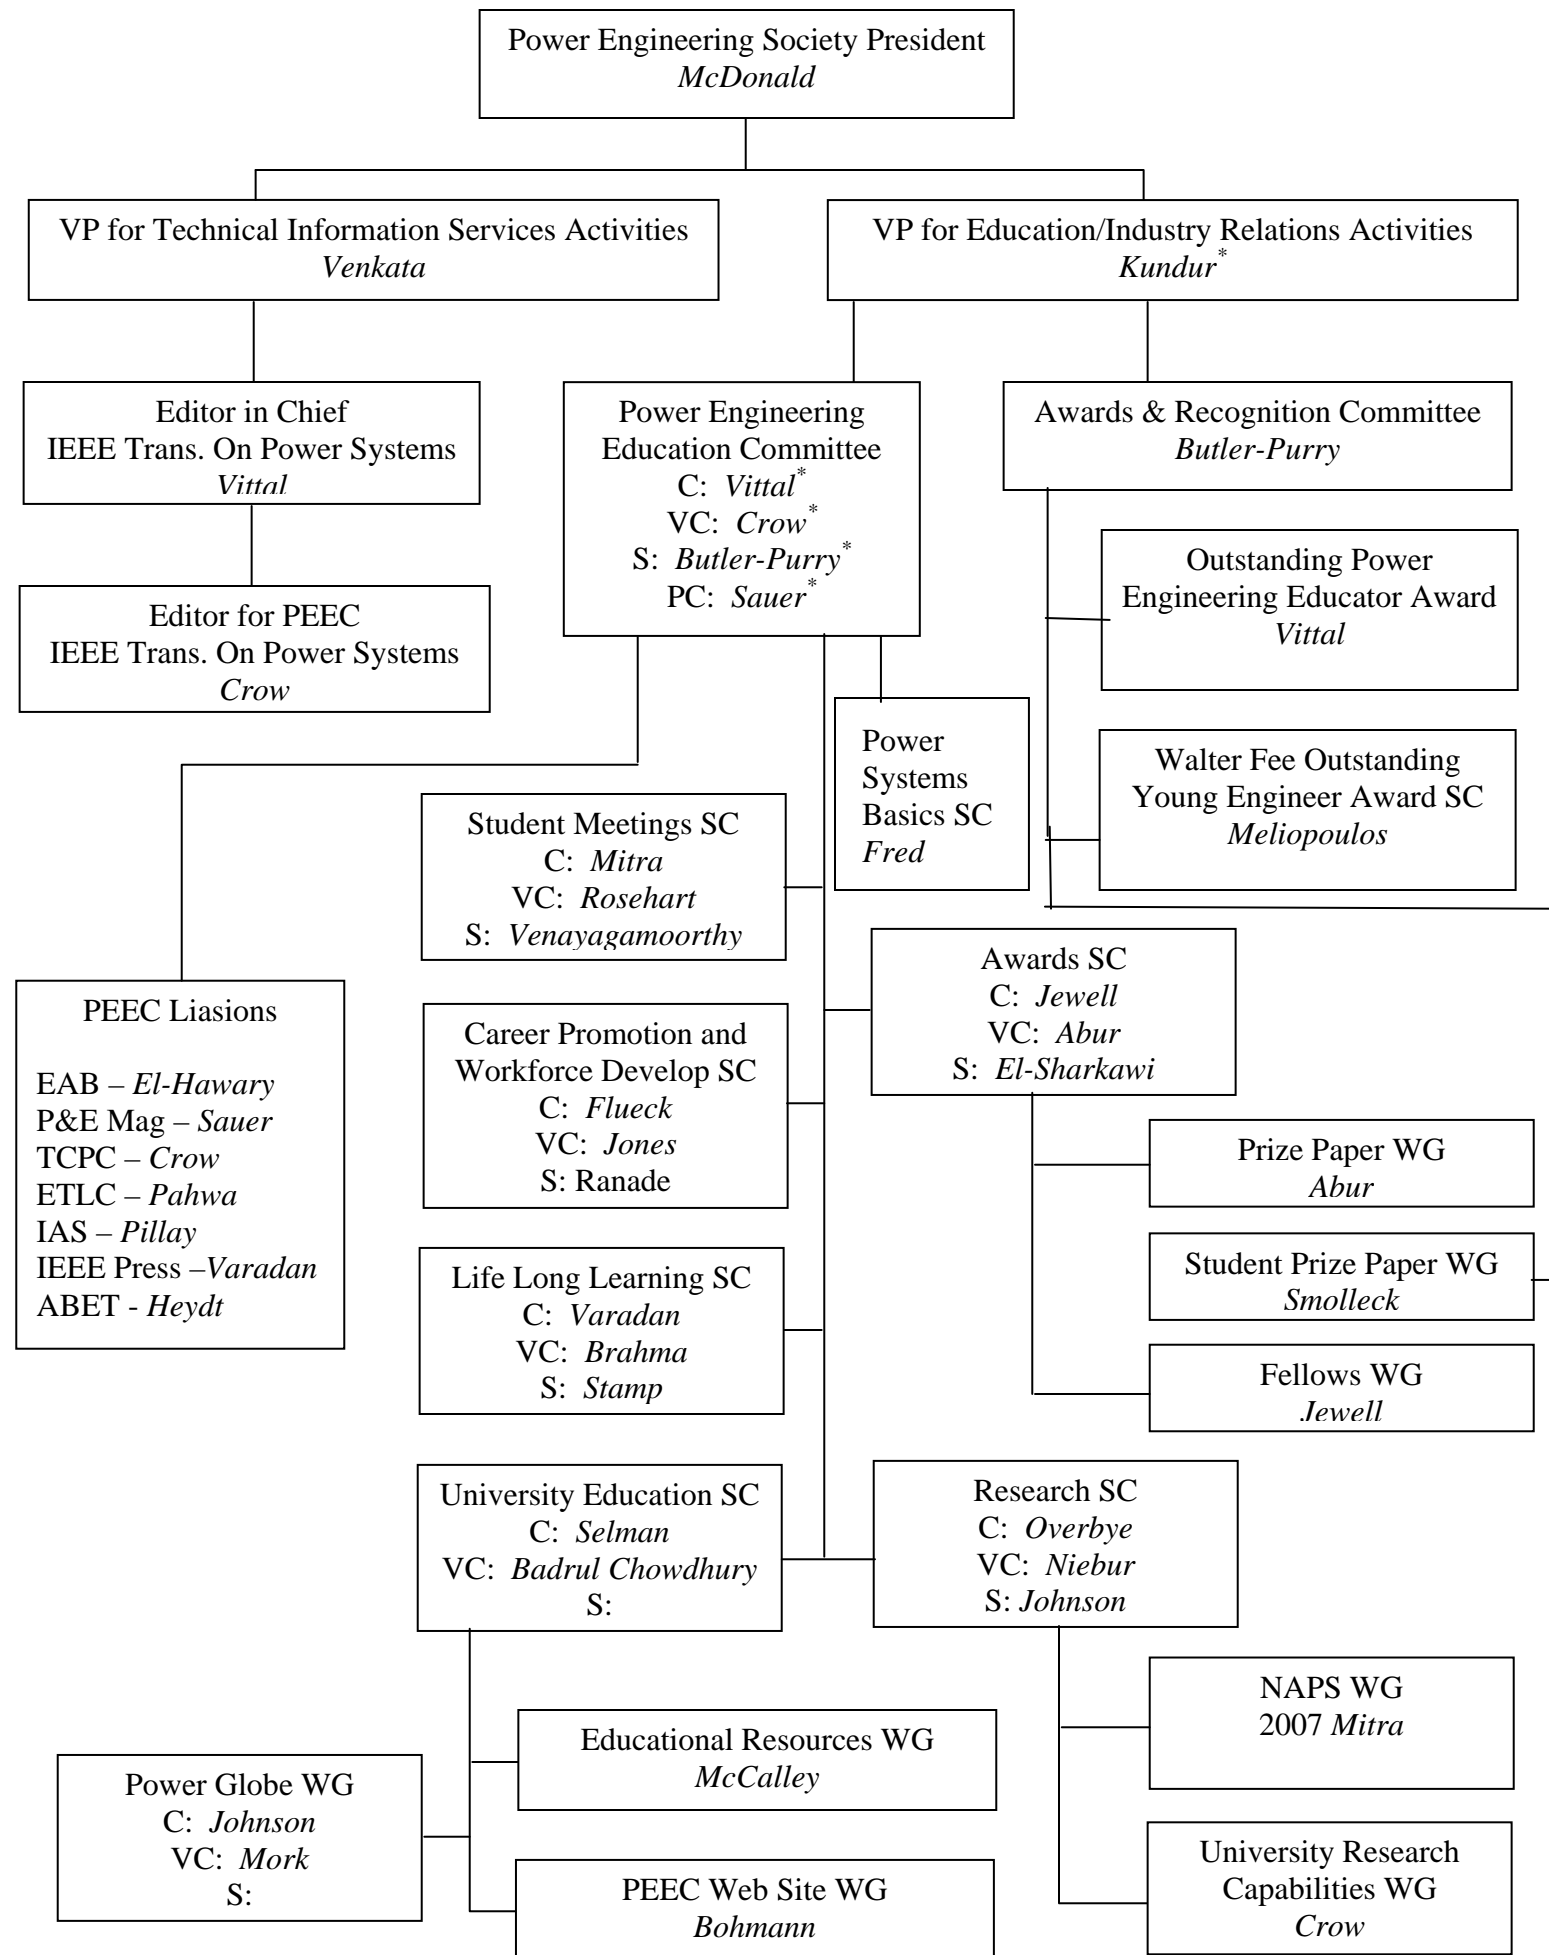 Power Engineering Society President
McDonald
VP for Technical Information Services Activities
Venkata
VP for Education/Industry Relations Activities
Kundur*
Editor in Chief
IEEE Trans. On Power Systems
Vittal
Power Engineering
Education Committee
C: Vittal*
VC: Crow*
S: Butler-Purry*
PC: Sauer*
Awards & Recognition Committee
Butler-Purry
Outstanding Power
Engineering Educator Award
Vittal
Editor for PEEC
IEEE Trans. On Power Systems
Crow
Power
Systems
Basics SC
Fred
Walter Fee Outstanding
Young Engineer Award SC
Meliopoulos
Student Meetings SC
C: Mitra
VC: Rosehart
S: Venayagamoorthy
Awards SC
C: Jewell
VC: Abur
S: El-Sharkawi
PEEC Liasions
EAB – El-Hawary
P&E Mag – Sauer
TCPC – Crow
ETLC – Pahwa
IAS – Pillay
IEEE Press –Varadan
ABET - Heydt
Career Promotion and
Workforce Develop SC
C: Flueck
VC: Jones
S: Ranade
Prize Paper WG
Abur
Student Prize Paper WG
Smolleck
Life Long Learning SC
C: Varadan
VC: Brahma
S: Stamp
Fellows WG
Jewell
University Education SC
C: Selman
VC: Badrul Chowdhury
S:
Research SC
C: Overbye
VC: Niebur
S: Johnson
NAPS WG
2007 Mitra
Educational Resources WG
McCalley
Power Globe WG
C: Johnson
VC: Mork
S:
University Research
Capabilities WG
Crow
PEEC Web Site WG
Bohmann